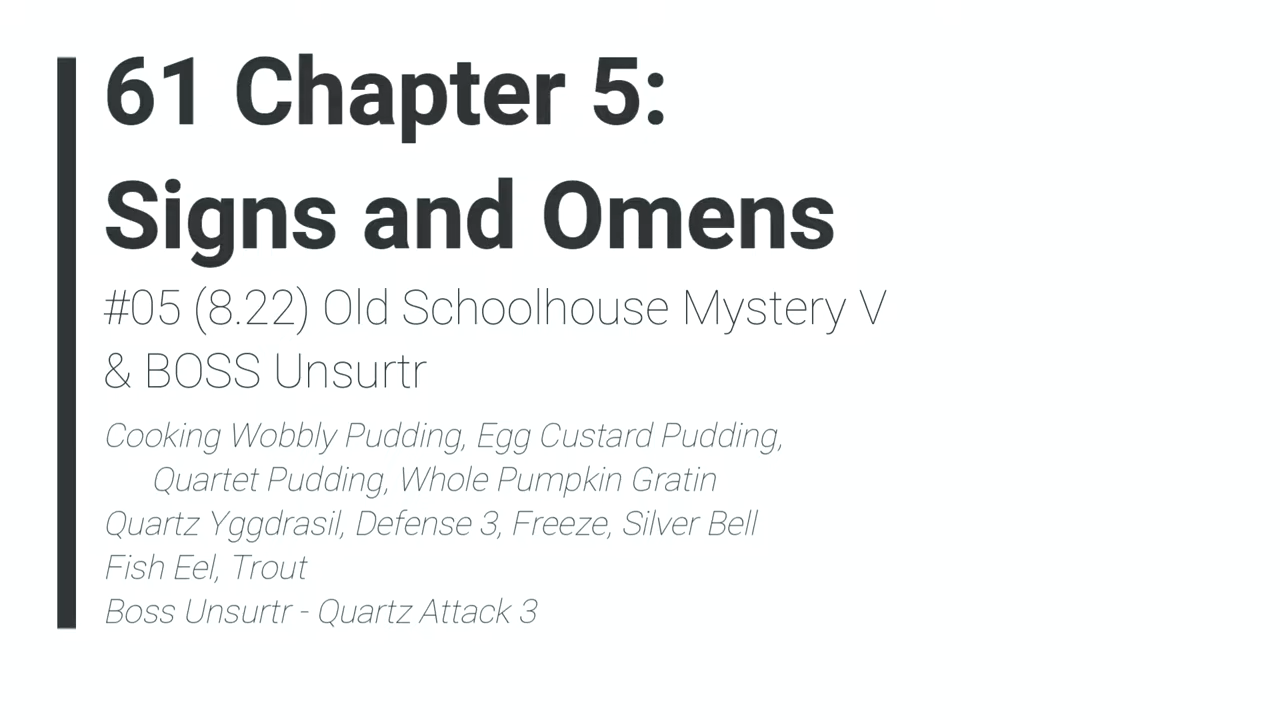 61 Chapter 5:
Signs and Omens
#05 (8.22) Old Schoolhouse Mystery V
& BOSS Unsurtr
Cooking Wobbly Pudding, Egg Custard Pudding,
Quartet Pudding, Whole Pumpkin Gratin
Quartz Yggdrasil, Defense 3, Freeze, Silver Bell
Fish Eel, Trout
Boss Unsurtr - Quartz Attack 3